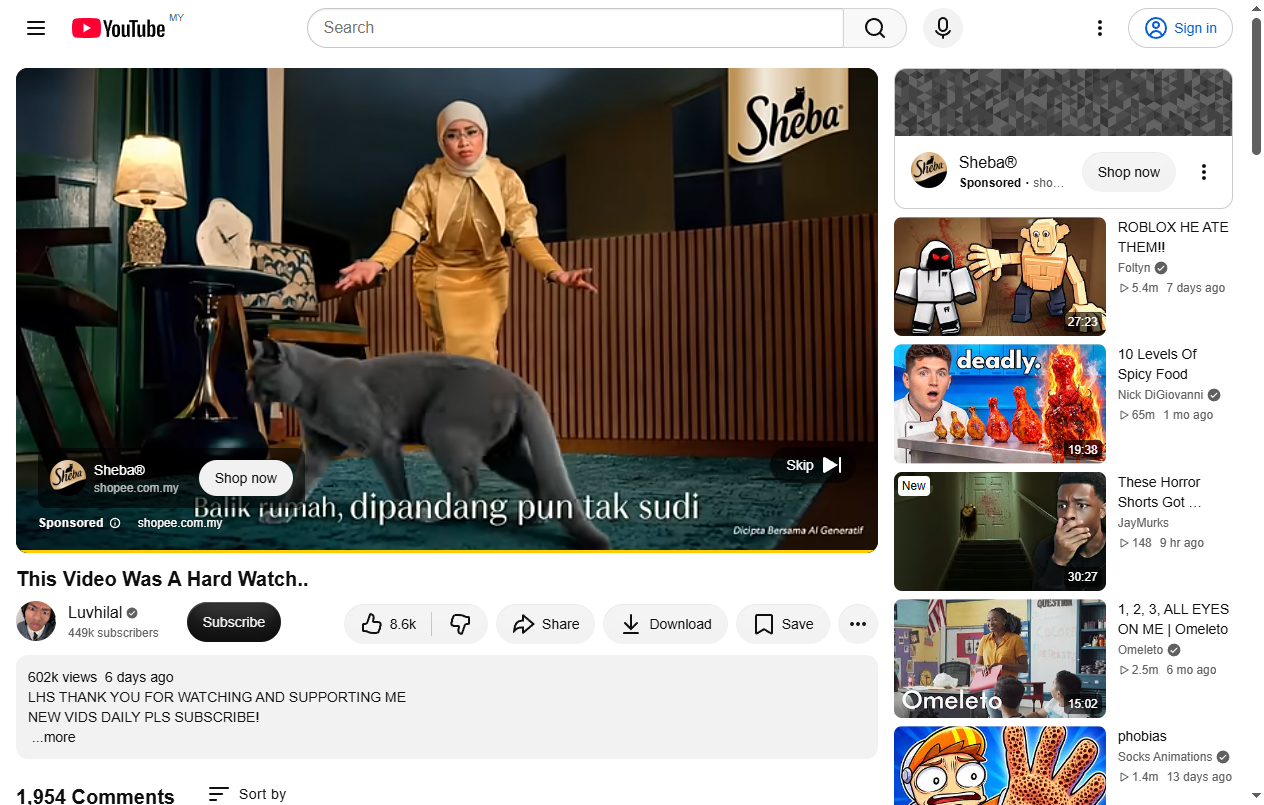 YouTube MY
Search
Sign in
Sheba®
Sheba
Sheba®
shopee.com.my
Shop now
Skip
Balik rumah, dipandang pun tak sudi
Sponsored
shopee.com.my
Dicipta Bersama AI Generatif
This Video Was A Hard Watch..
Luvhilal
449k subscribers
Subscribe
8.6k
Share
Download
Save
602k views 6 days ago
LHS THANK YOU FOR WATCHING AND SUPPORTING ME
NEW VIDS DAILY PLS SUBSCRIBE!
...more
1,954 Comments
Sort by
Sheba
Sheba®
Sponsored · sho...
Shop now
27:23
ROBLOX HE ATE
THEM!!
Foltyn
5.4m 7 days ago
deadly.
19:38
10 Levels Of
Spicy Food
Nick DiGiovanni
65m 1 mo ago
New
30:27
These Horror
Shorts Got …
JayMurks
148 9 hr ago
QUESTION
Omeleto
15:02
1, 2, 3, ALL EYES
ON ME | Omeleto
Omeleto
2.5m 6 mo ago
phobias
Socks Animations
1.4m 13 days ago